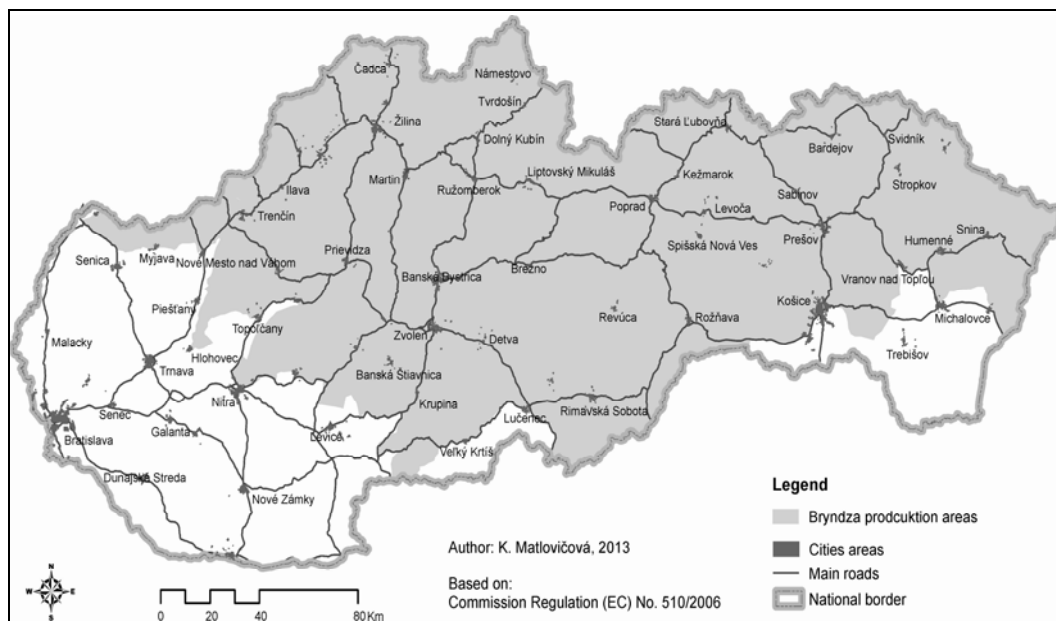 Čadca
Námestovo
Tvrdošín
Žilina
Dolný Kubín
Stará Ľubovňa
Bardejov
Svidník
Martin
Ružomberok
Liptovský Mikuláš
Kežmarok
Stropkov
Ilava
Poprad
Levoča
Sabinov
Trenčín
Prešov
Snina
Senica
Myjava
Nové Mesto nad Váhom
Prievidza
Spišská Nová Ves
Humenné
Banská Bystrica
Brezno
Vranov nad Topľou
Piešťany
Košice
Topoľčany
Revúca
Rožňava
Michalovce
Malacky
Zvolen
Detva
Trebišov
Hlohovec
Trnava
Banská Štiavnica
Nitra
Krupina
Rimavská Sobota
Senec
Lučenec
Galanta
Levice
Bratislava
Veľký Krtíš
Dunajská Streda
Nové Zámky
Legend
Bryndza prodcuktion areas
Cities areas
Main roads
National border
Author: K. Matlovičová, 2013
Based on:
Commission Regulation (EC) No. 510/2006
N
W E
S
0 20 40 80 Km